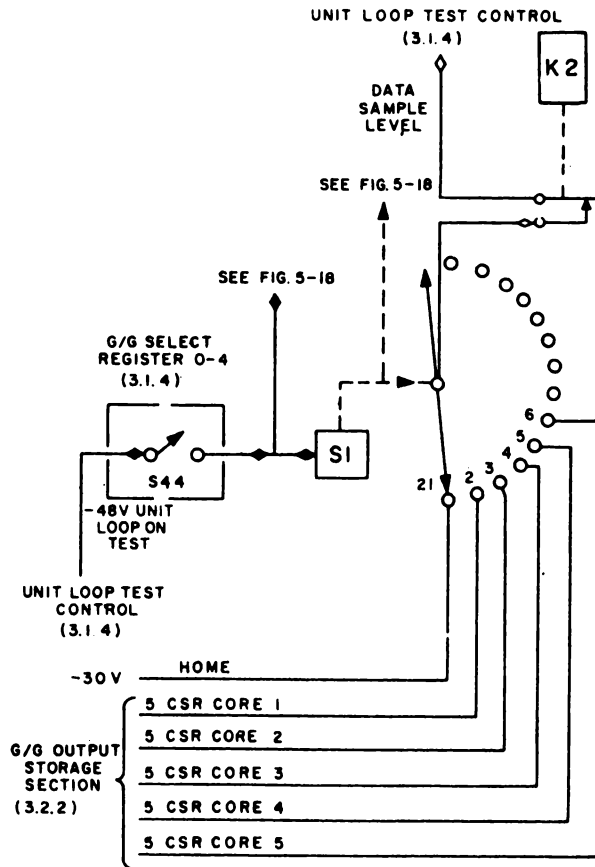 UNIT LOOP TEST CONTROL
(3.1.4)
K2
DATA
SAMPLE
LEVEL
SEE FIG. 5-18
SEE FIG. 5-18
G/G SELECT
REGISTER 0-4
(3.1.4)
S44
S1
-48V UNIT
LOOP ON
TEST
UNIT LOOP TEST
CONTROL
(3.1.4)
6
5
4
3
2
21
-30V
HOME
G/G OUTPUT
STORAGE
SECTION
(3.2.2)
5 CSR CORE 1
5 CSR CORE 2
5 CSR CORE 3
5 CSR CORE 4
5 CSR CORE 5